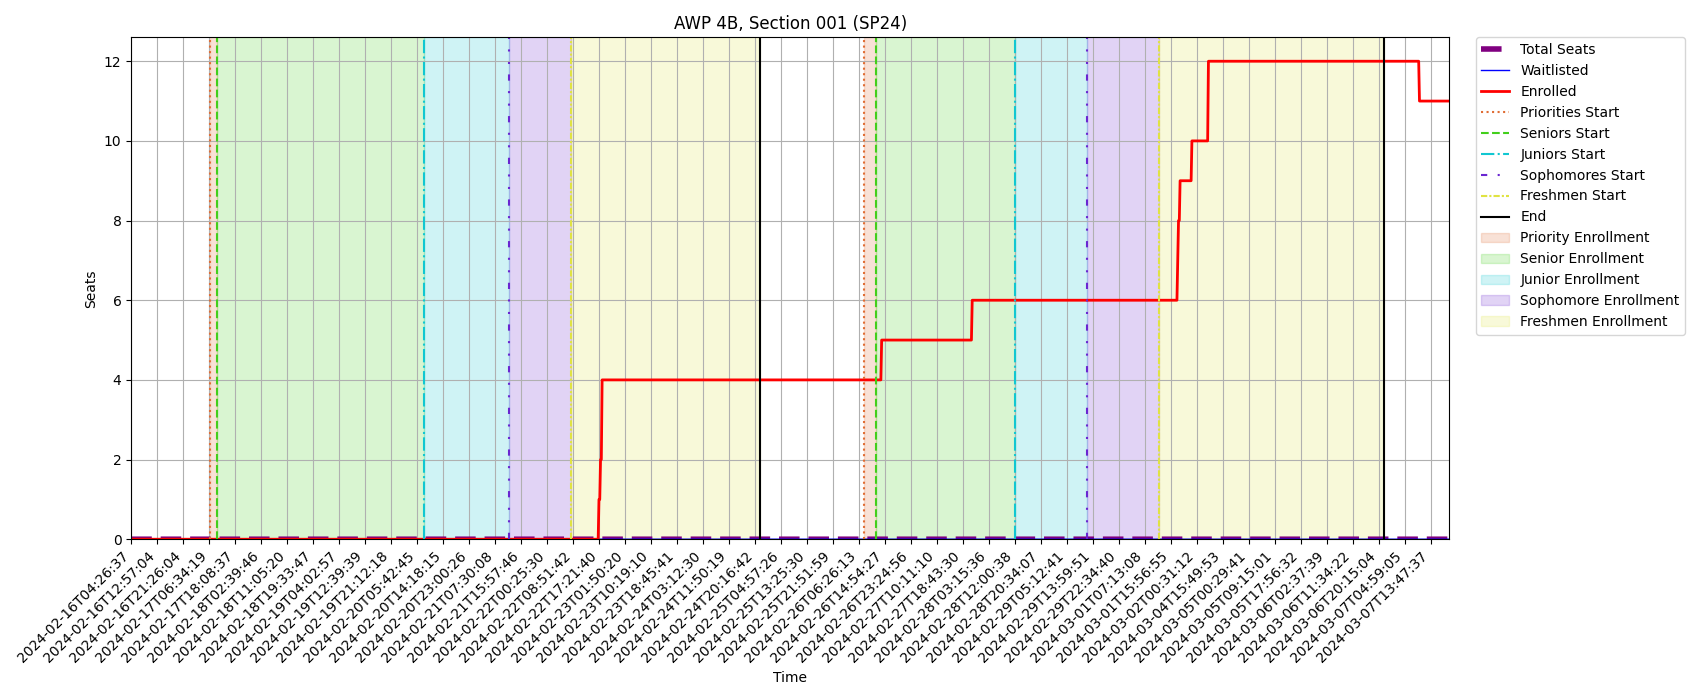 AWP 4B, Section 001 (SP24)
12
10
8
6
4
2
0
Seats
2024-02-16T04:26:37
2024-02-16T12:57:04
2024-02-16T21:26:04
2024-02-17T06:34:19
2024-02-17T18:08:37
2024-02-18T02:39:46
2024-02-18T11:05:20
2024-02-18T19:33:47
2024-02-19T04:02:57
2024-02-19T12:39:39
2024-02-19T21:12:18
2024-02-20T05:42:45
2024-02-20T14:18:15
2024-02-20T23:00:26
2024-02-21T07:30:08
2024-02-21T15:57:46
2024-02-22T00:25:30
2024-02-22T08:51:42
2024-02-22T17:21:40
2024-02-23T01:50:20
2024-02-23T10:19:10
2024-02-23T18:45:41
2024-02-24T03:12:30
2024-02-24T11:50:19
2024-02-24T20:16:42
2024-02-25T04:57:26
2024-02-25T13:25:30
2024-02-25T21:51:59
2024-02-26T06:26:13
2024-02-26T14:54:27
2024-02-26T23:24:56
2024-02-27T10:11:10
2024-02-27T18:43:30
2024-02-28T03:15:36
2024-02-28T12:00:38
2024-02-28T20:34:07
2024-02-29T05:12:41
2024-02-29T13:59:51
2024-02-29T22:34:40
2024-03-01T07:13:08
2024-03-01T15:56:55
2024-03-02T00:31:12
2024-03-04T15:49:53
2024-03-05T00:29:41
2024-03-05T09:15:01
2024-03-05T17:56:32
2024-03-06T02:37:39
2024-03-06T11:34:22
2024-03-06T20:15:04
2024-03-07T04:59:05
2024-03-07T13:47:37
Time
Total Seats
Waitlisted
Enrolled
Priorities Start
Seniors Start
Juniors Start
Sophomores Start
Freshmen Start
End
Priority Enrollment
Senior Enrollment
Junior Enrollment
Sophomore Enrollment
Freshmen Enrollment